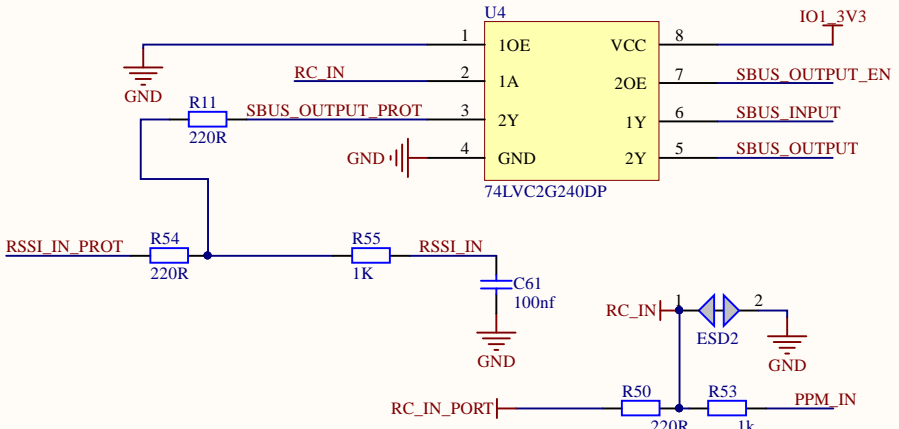 U4
IO1_3V3
1 1OE VCC 8
RC_IN 2 1A 2OE 7 SBUS_OUTPUT_EN
GND
R11 SBUS_OUTPUT_PROT 3 2Y 1Y 6 SBUS_INPUT
220R
GND 4 GND 2Y 5 SBUS_OUTPUT
74LVC2G240DP
RSSI_IN_PROT R54 R55 RSSI_IN
220R 1K
C61
100nf
GND
RC_IN 1 2
ESD2
GND
RC_IN_PORT R50 R53 PPM_IN
220R 1k